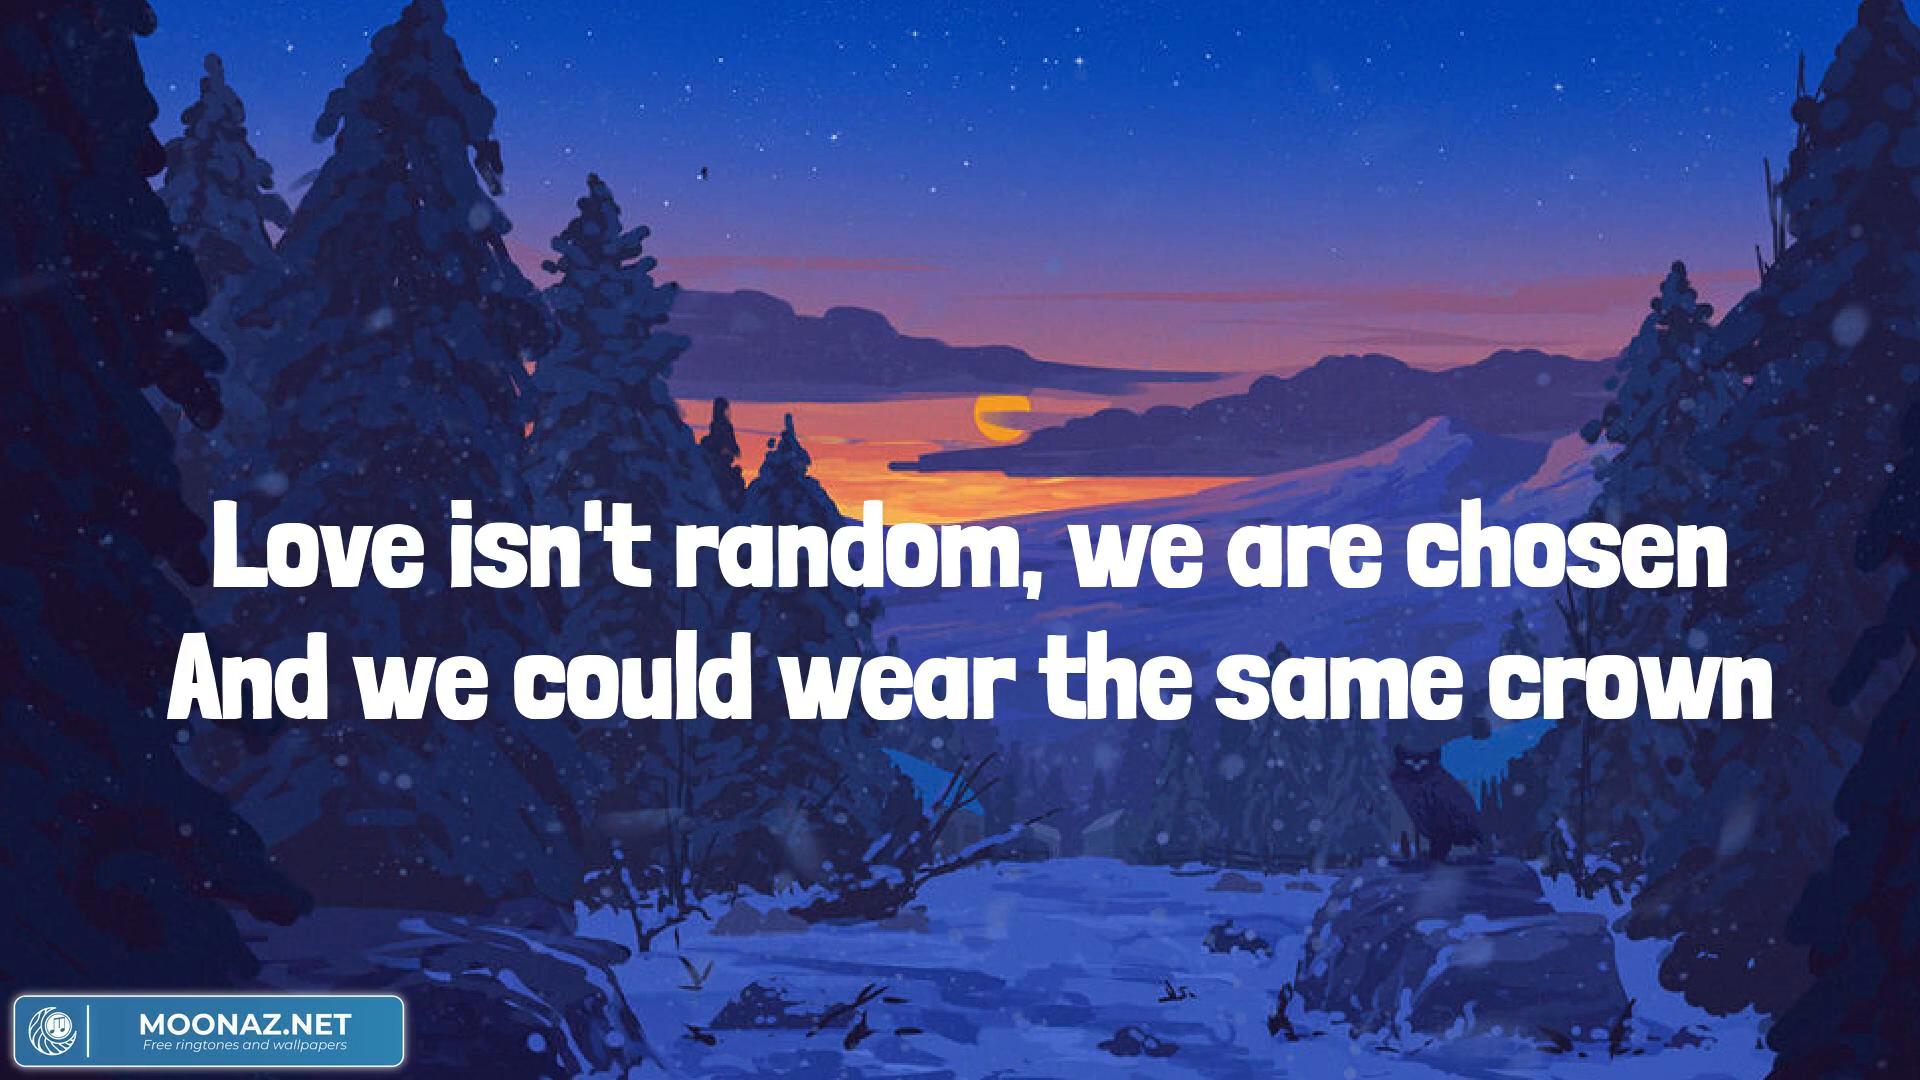 Love isn't random, we are chosen
And we could wear the same crown
MOONAZ.NET
Free ringtones and wallpapers